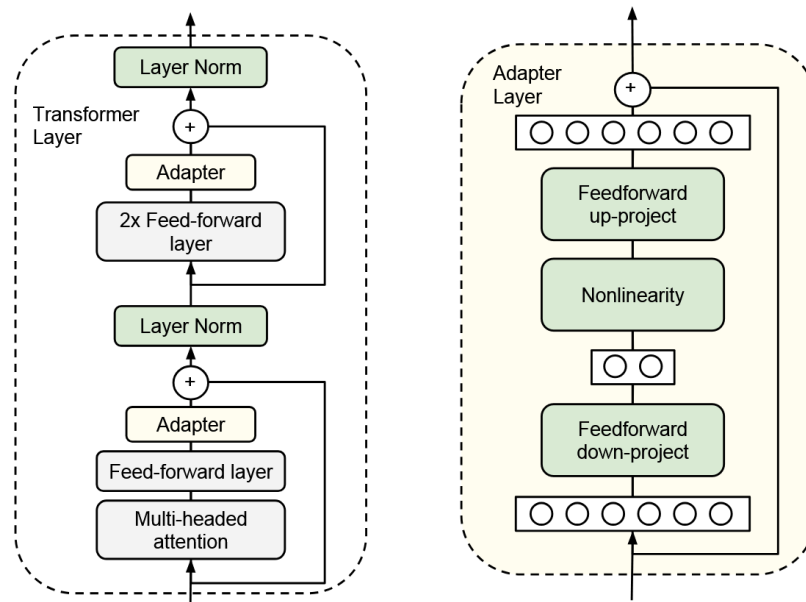 Layer Norm
Transformer
Layer
+
Adapter
2x Feed-forward
layer
Layer Norm
+
Adapter
Feed-forward layer
Multi-headed
attention
Adapter
Layer
+
Feedforward
up-project
Nonlinearity
Feedforward
down-project